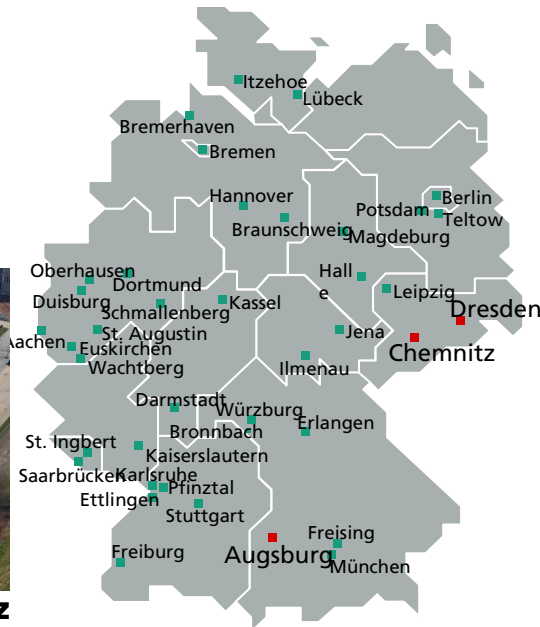 Itzehoe
Lübeck
Bremerhaven
Bremen
Hannover
Berlin
Potsdam
Braunschweig
Teltow
Magdeburg
Oberhausen
Dortmund
Hall
e
Leipzig
Duisburg
Schmallenberg
Kassel
Dresden
St. Augustin
Jena
Aachen
Euskirchen
Chemnitz
Wachtberg
Ilmenau
Darmstadt
Würzburg
Bronnbach
Erlangen
St. Ingbert
Kaiserslautern
Saarbrücken
Karlsruhe
Pfinztal
Ettlingen
Stuttgart
Freising
Freiburg
Augsburg
München
z